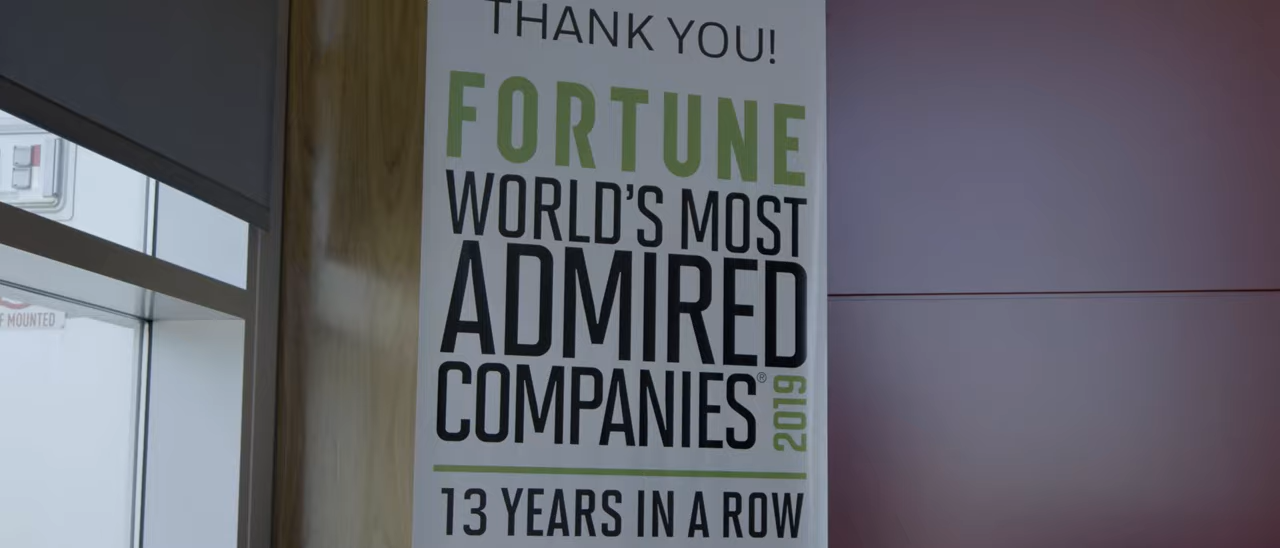 THANK YOU!
FORTUNE
WORLD'S MOST
ADMIRED
COMPANIES®
2019
13 YEARS IN A ROW
F MOUNTED